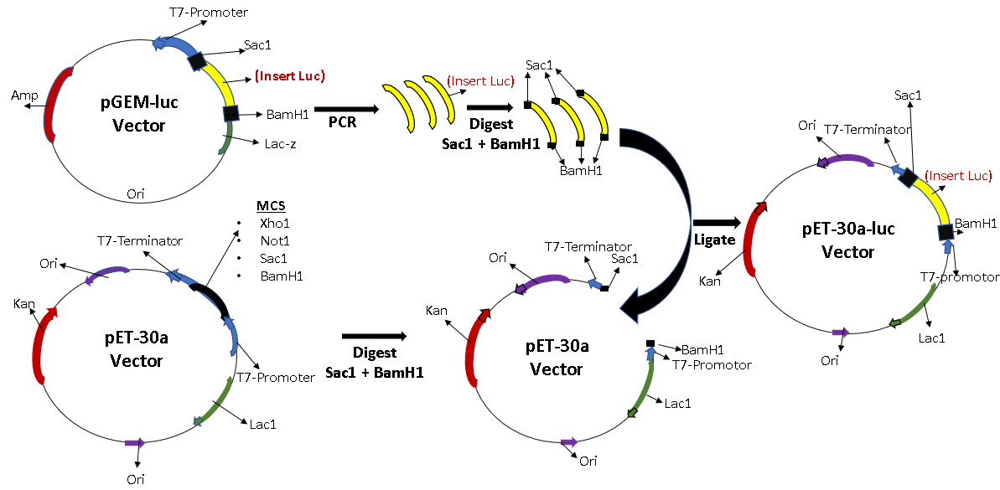 T7-Promoter
Sac1
(Insert Luc)
Amp
pGEM-luc
Vector
BamH1
Lac-z
Ori
PCR
(Insert Luc)
Digest
Sac1 + BamH1
Sac1
BamH1
MCS
• Xho1
• Not1
• Sac1
• BamH1
T7-Terminator
Ori
Kan
pET-30a
Vector
T7-Promoter
Lac1
Ori
Digest
Sac1 + BamH1
T7-Terminator
Sac1
Ori
Kan
pET-30a
Vector
BamH1
T7-Promotor
Lac1
Ori
Ligate
Sac1
Ori
T7-Terminator
(Insert Luc)
pET-30a-luc
Vector
BamH1
T7-promotor
Kan
Lac1
Ori